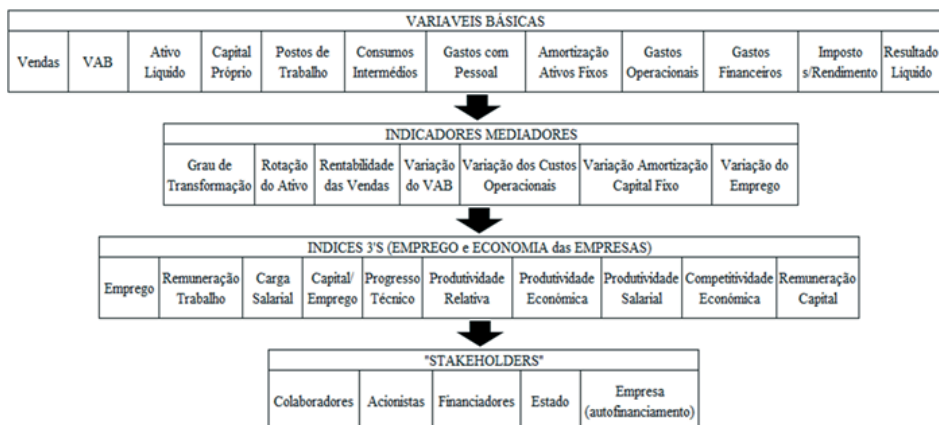 VARIAVEIS BÁSICAS
Vendas
VAB
Ativo
Liquido
Capital
Próprio
Postos de
Trabalho
Consumos
Intermédios
Gastos com
Pessoal
Amortização
Ativos Fixos
Gastos
Operacionais
Gastos
Financeiros
Imposto
s/Rendimento
Resultado
Líquido
INDICADORES MEDIADORES
Grau de
Transformação
Rotação
do Ativo
Rentabilidade
das Vendas
Variação
do VAB
Variação dos Custos
Operacionais
Variação Amortização
Capital Fixo
Variação do
Emprego
INDICES 3'S (EMPREGO e ECONOMIA das EMPRESAS)
Emprego
Remuneração
Trabalho
Carga
Salarial
Capital/
Emprego
Progresso
Técnico
Produtividade
Relativa
Produtividade
Económica
Produtividade
Salarial
Competitividade
Económica
Remuneração
Capital
"STAKEHOLDERS"
Colaboradores
Acionistas
Financiadores
Estado
Empresa
(autofinanciamento)